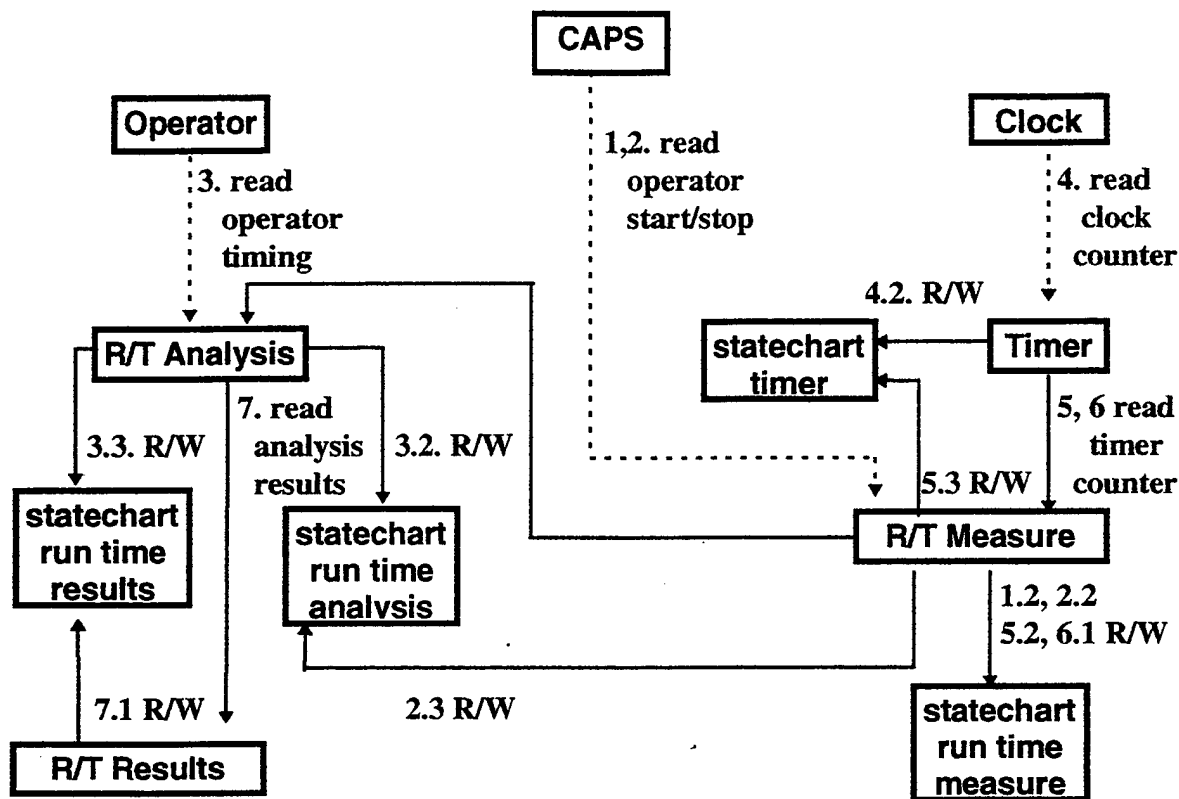 CAPS
Operator
Clock
1,2. read
operator
start/stop
3. read
operator
timing
4. read
clock
counter
4.2. R/W
R/T Analysis
statechart
timer
Timer
7. read
analysis
results
3.3. R/W
3.2. R/W
5, 6 read
timer
counter
5.3 R/W
statechart
run time
results
statechart
run time
analysis
R/T Measure
1.2, 2.2
5.2, 6.1 R/W
7.1 R/W
2.3 R/W
statechart
run time
measure
R/T Results